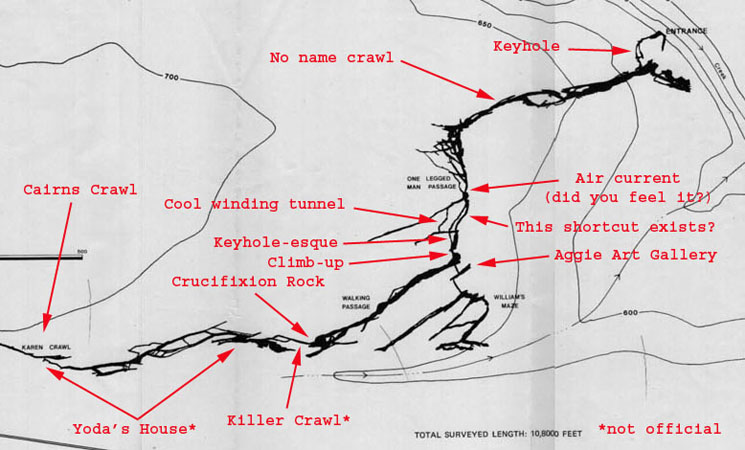 650
ENTRANCE
Keyhole
No name crawl
Creek
700
ONE LEGGED
MAN PASSAGE
Air current
(did you feel it?)
Cairns Crawl
Cool winding tunnel
This shortcut exists?
Keyhole-esque
Climb-up
Aggie Art Gallery
500
Crucifixion Rock
WALKING
PASSAGE
WILLIAM'S
MAZE
600
KAREN CRAWL
Yoda's House*
Killer Crawl*
TOTAL SURVEYED LENGTH: 10,8000 FEET
*not official